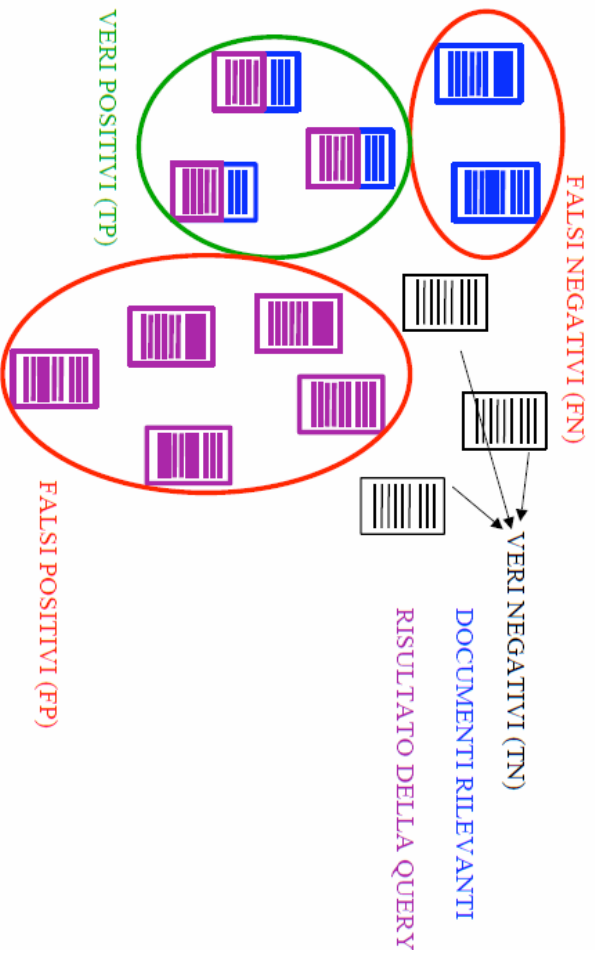 FALSI NEGATIVI (FN)
VERI NEGATIVI (TN)
DOCUMENTI RILEVANTI
RISULTATO DELLA QUERY
VERI POSITIVI (TP)
FALSI POSITIVI (FP)